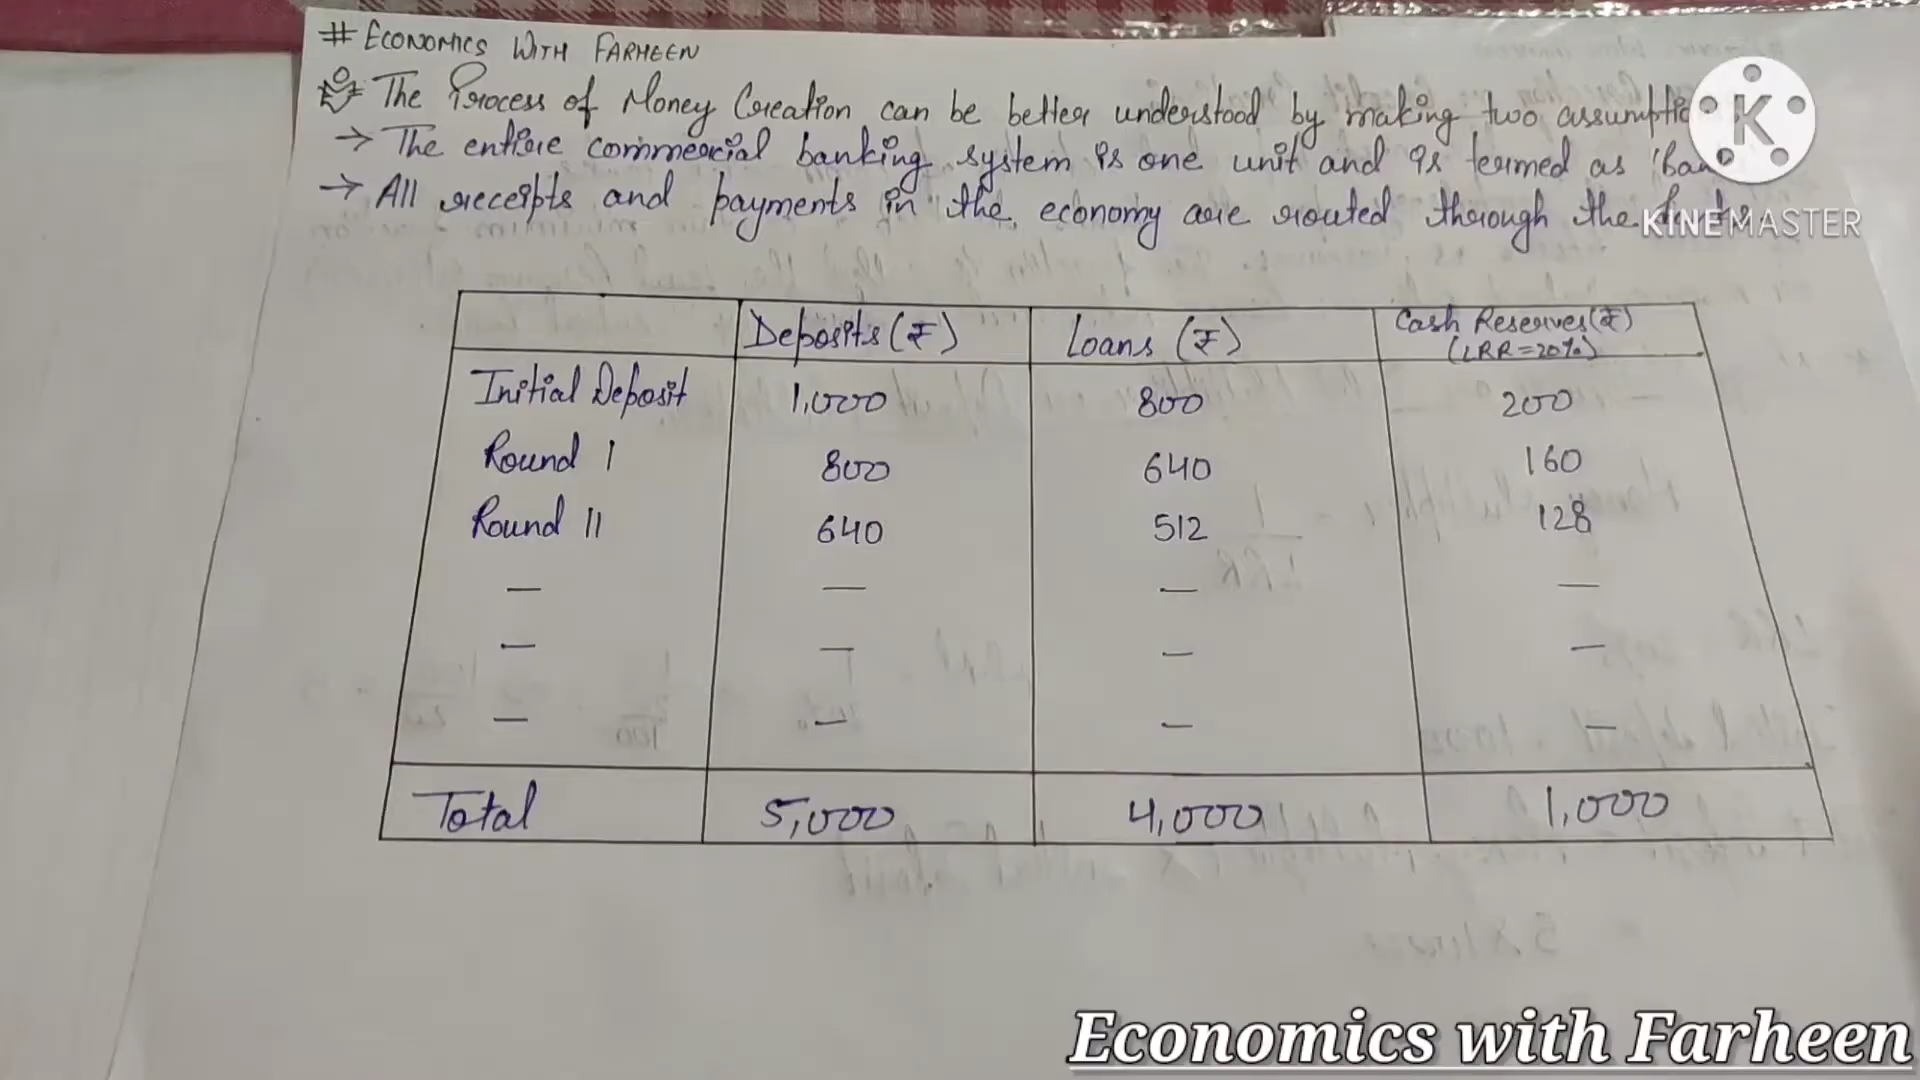 # ECONOMICS WITH FARHEEN
The Process of Money Creation can be better understood by making two
→ The entire commercial banking system is one unit and is termed as
→ All receipts and payments in the economy are routed through the
K
KINEMASTER
Deposits (₹) Loans (₹) Cash Reserves (₹) (LRR=20%)
Initial Deposit 1,000 800 200
Round I 800 640 160
Round II 640 512 128
— — — —
— — — —
— — — —
Total 5,000 4,000 1,000
Economics with Farheen